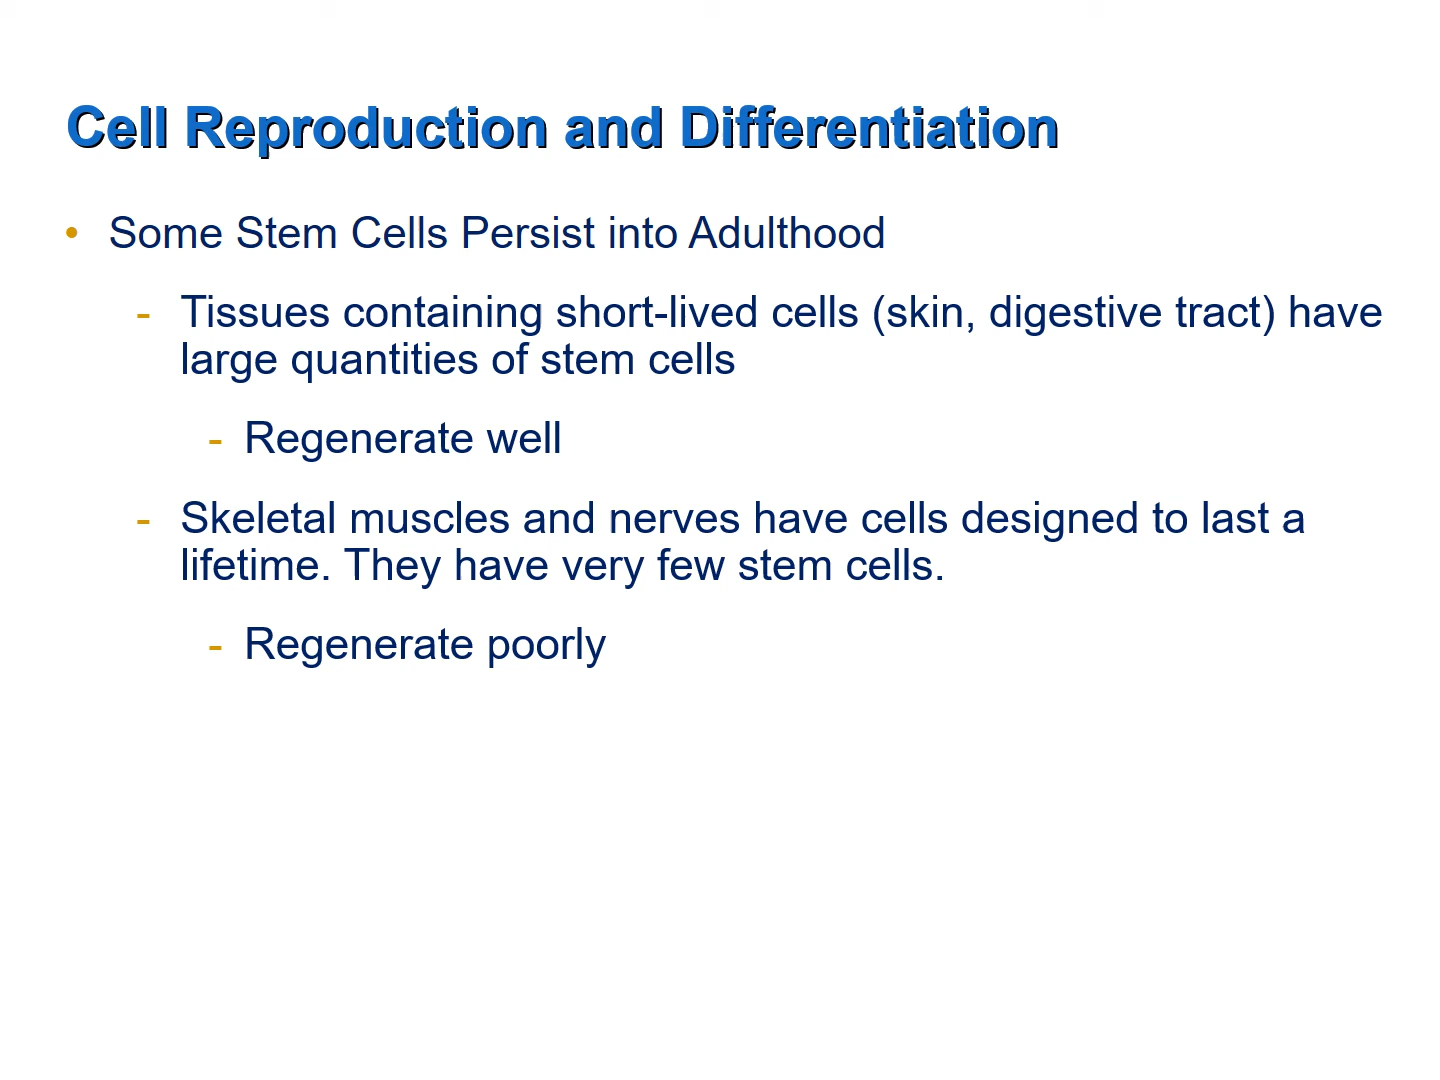 Cell Reproduction and Differentiation
• Some Stem Cells Persist into Adulthood
- Tissues containing short-lived cells (skin, digestive tract) have
large quantities of stem cells
- Regenerate well
- Skeletal muscles and nerves have cells designed to last a
lifetime. They have very few stem cells.
- Regenerate poorly